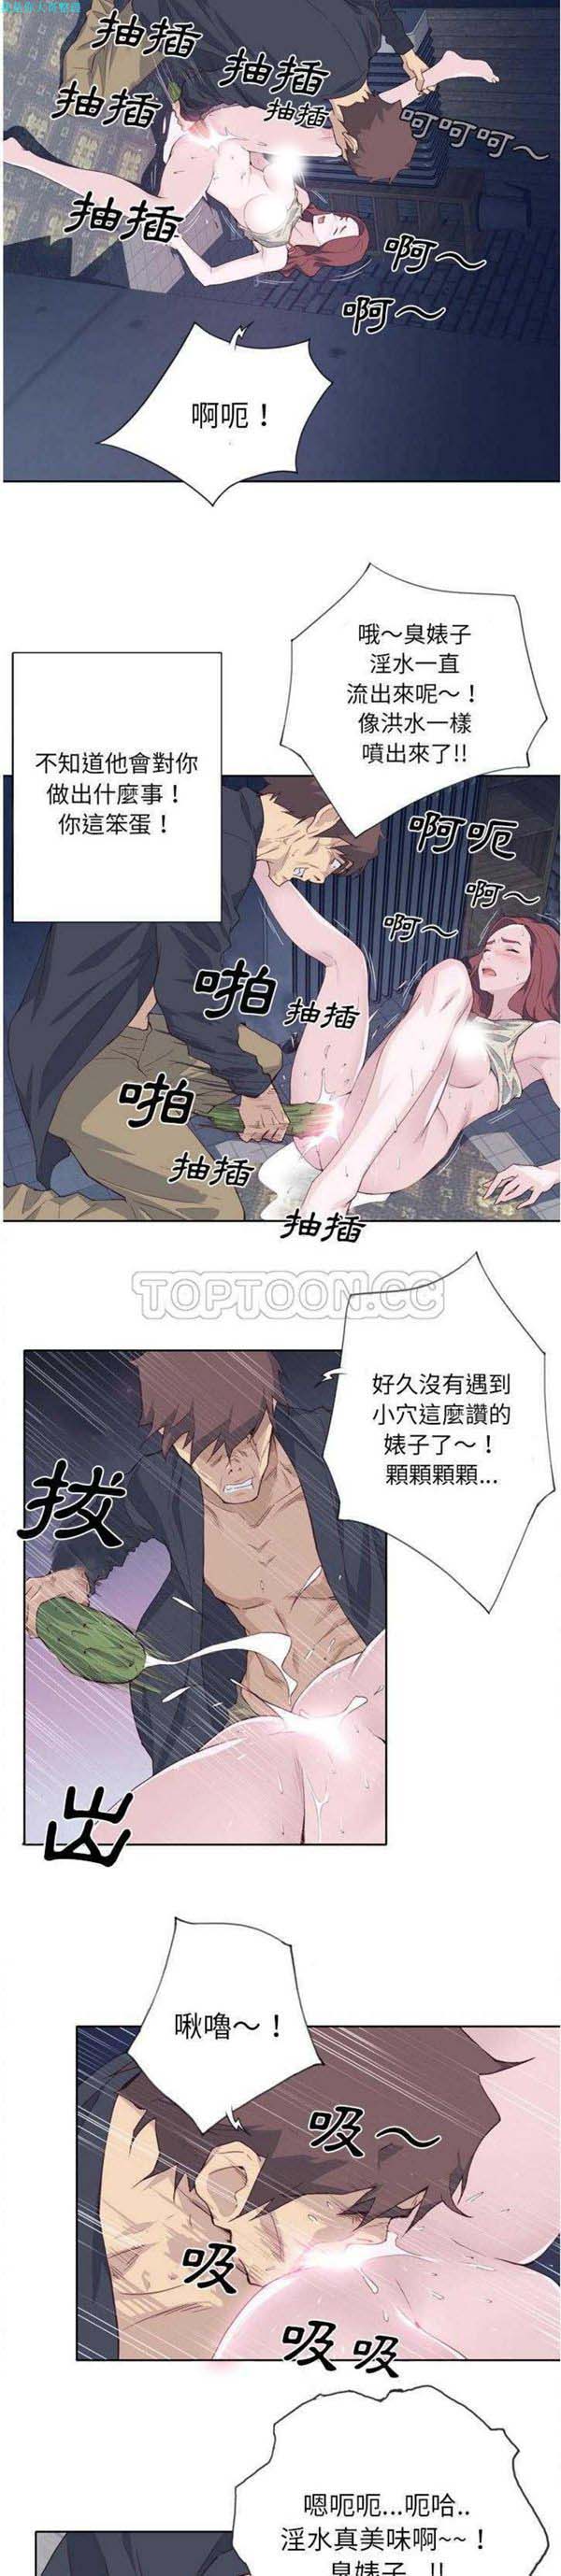 抽插
抽插
抽插
抽插
呵呵呵～
抽插
啊～
啊～
啊呃！
哦～臭婊子
淫水一直
流出來呢～！
像洪水一樣
噴出來了!!
不知道他會對你
做出什麼事！
你這笨蛋！
啊呃
啊～
啊～
啪
抽插
啪
抽插
抽插
TOPTOON.CC
好久沒有遇到
小穴這麼讚的
婊子了～！
顆顆顆顆...
拔
出
啾嚕～！
吸～
吸
吸吸
嗯呃呃...呃哈..
淫水真美味啊~~！